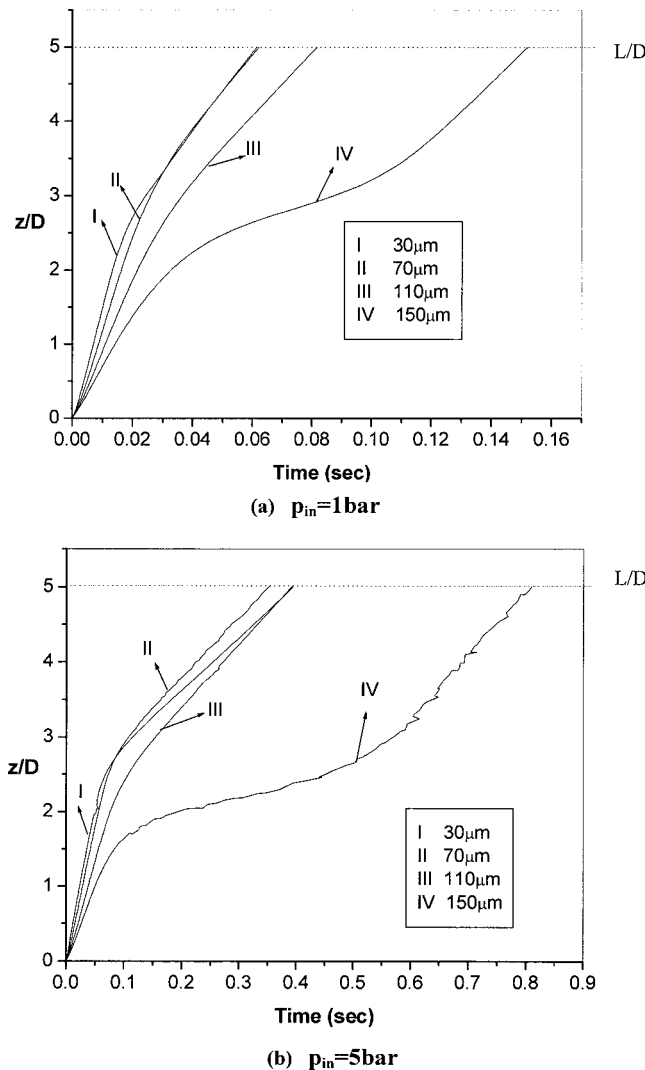 5
L/D
4
III
II
IV
3
z/D
I
I 30μm
II 70μm
III 110μm
IV 150μm
2
1
0
0.00 0.02 0.04 0.06 0.08 0.10 0.12 0.14 0.16
Time (sec)
(a) pin=1bar
5
L/D
4
II
IV
III
3
z/D
I
2
I 30μm
II 70μm
III 110μm
IV 150μm
1
0
0.0 0.1 0.2 0.3 0.4 0.5 0.6 0.7 0.8 0.9
Time (sec)
(b) pin=5bar